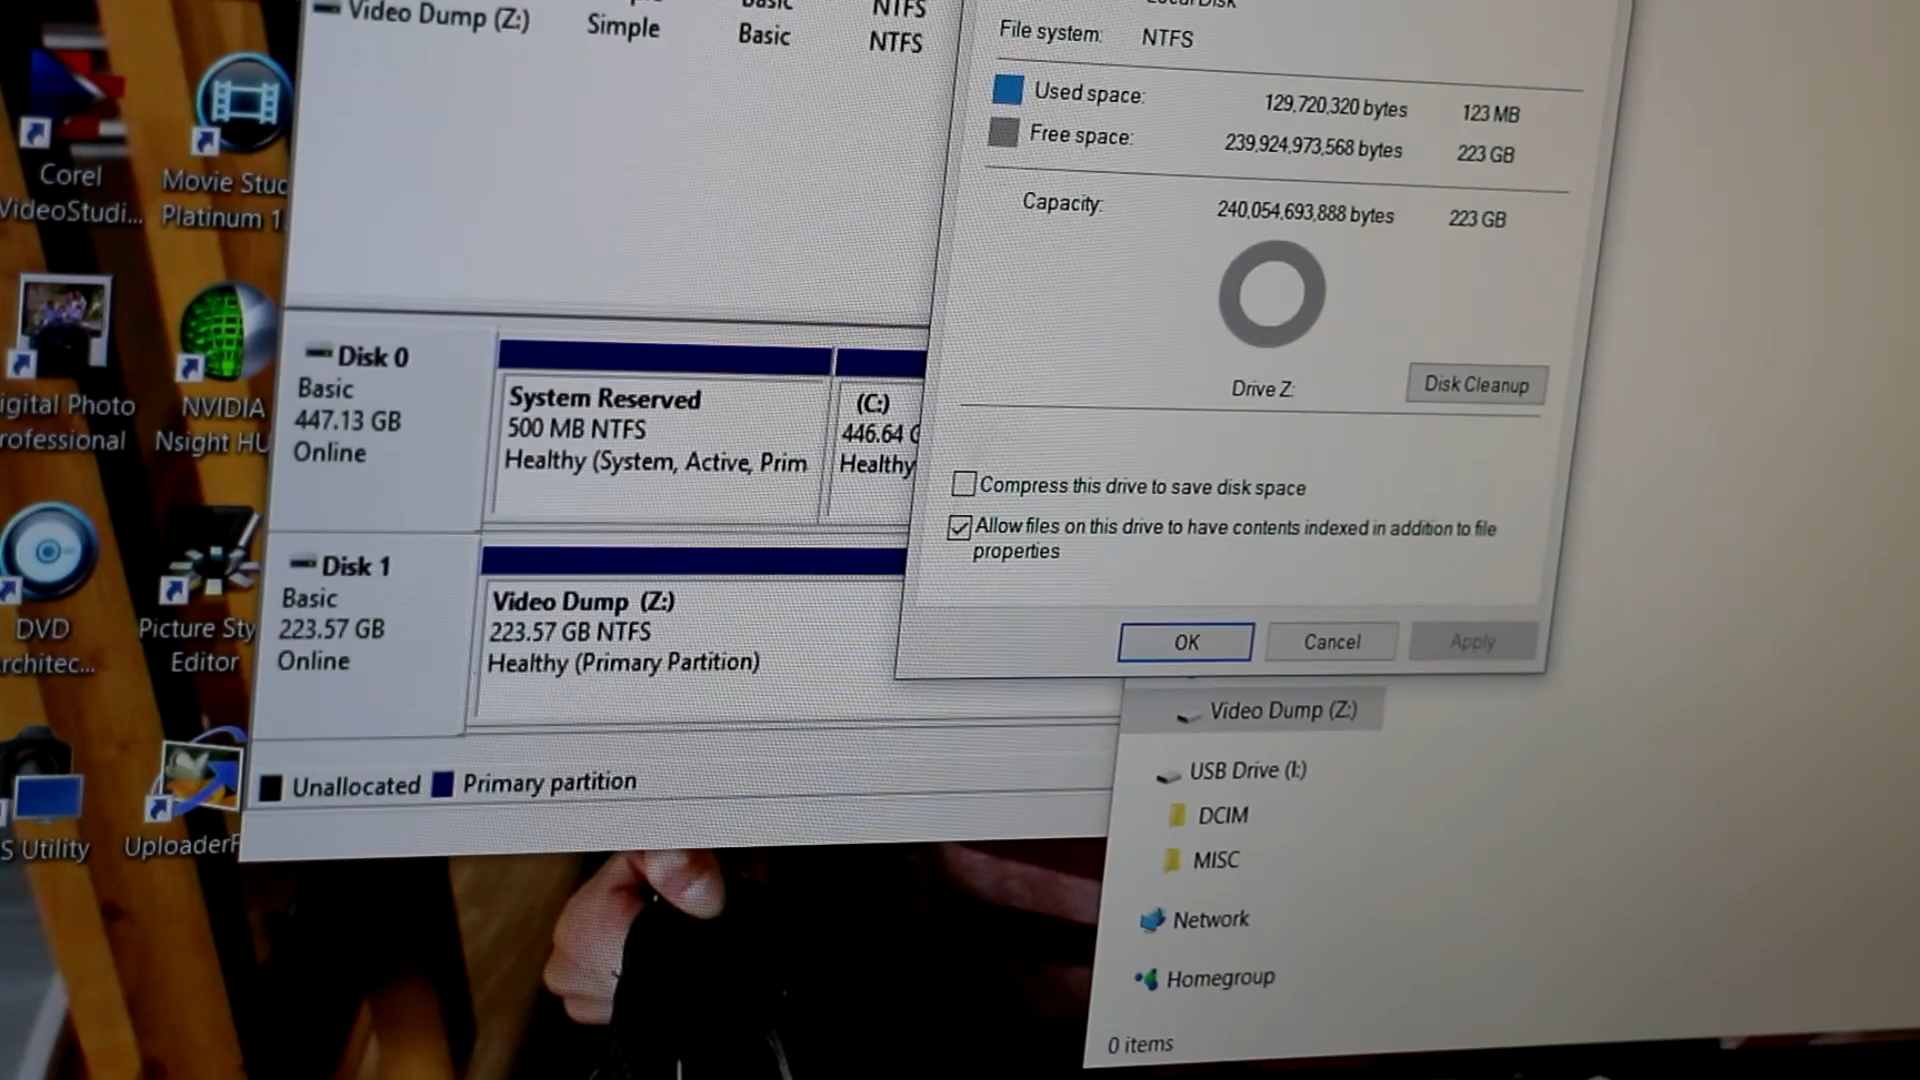 Video Dump (Z:) Simple Basic NTFS
Basic NTFS
Local Disk
File system: NTFS
Used space: 129,720,320 bytes 123 MB
Free space: 239,924,973,568 bytes 223 GB
Capacity: 240,054,693,888 bytes 223 GB
Drive Z:
Disk Cleanup
Compress this drive to save disk space
Allow files on this drive to have contents indexed in addition to file
properties
OK Cancel Apply
Disk 0
Basic
447.13 GB
Online
System Reserved
500 MB NTFS
Healthy (System, Active, Prim
(C:)
446.64 G
Healthy
Disk 1
Basic
223.57 GB
Online
Video Dump (Z:)
223.57 GB NTFS
Healthy (Primary Partition)
Unallocated Primary partition
Video Dump (Z:)
USB Drive (I:)
DCIM
MISC
Network
Homegroup
0 items
Corel
VideoStudi...
Movie Stud
Platinum 1
igital Photo
rofessional
NVIDIA
Nsight HU
DVD
rchitec...
Picture Sty
Editor
S Utility
UploaderF